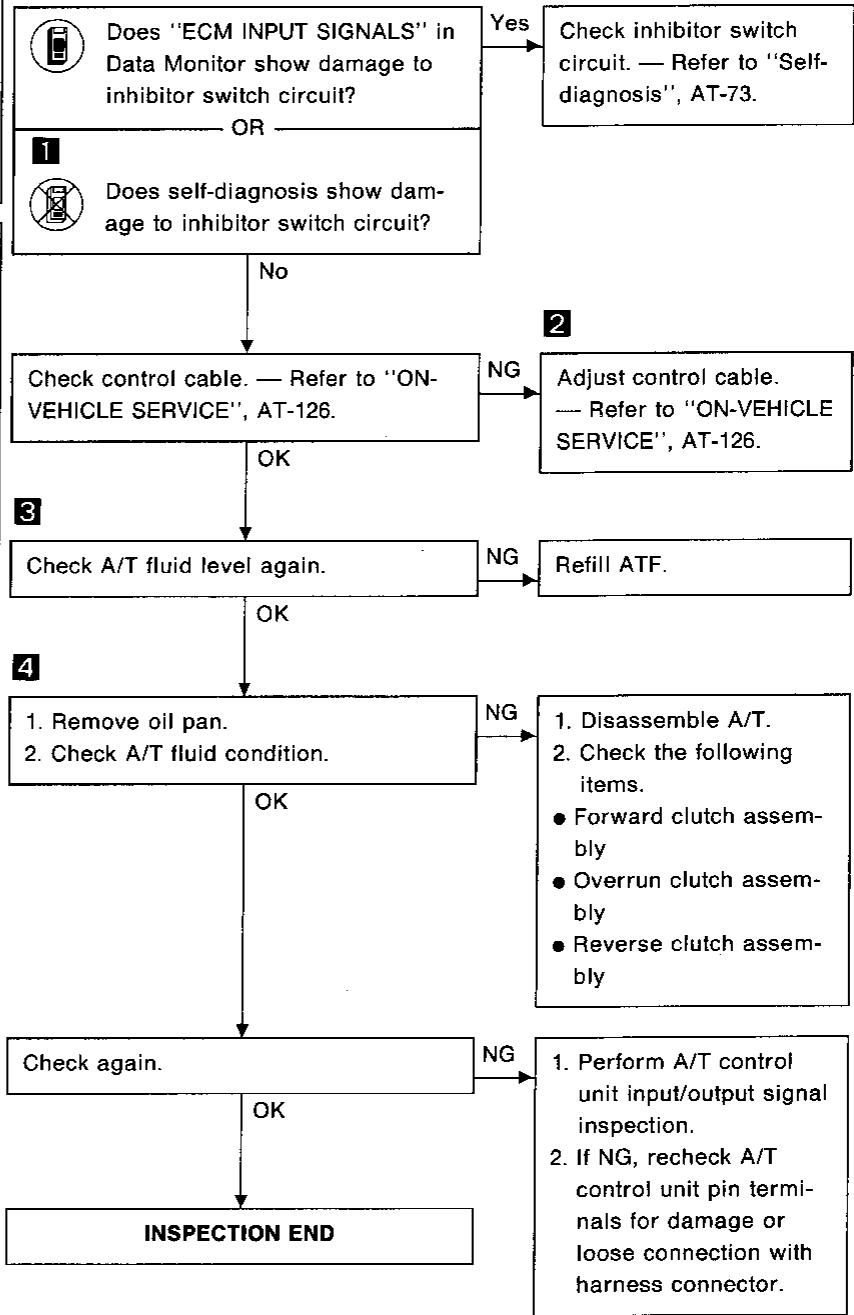 Does "ECM INPUT SIGNALS" in
Data Monitor show damage to
inhibitor switch circuit?
Yes
Check inhibitor switch
circuit. — Refer to "Self-
diagnosis", AT-73.
OR
1
Does self-diagnosis show dam-
age to inhibitor switch circuit?
No
Check control cable. — Refer to "ON-
VEHICLE SERVICE", AT-126.
NG
2
Adjust control cable.
— Refer to "ON-VEHICLE
SERVICE", AT-126.
OK
3
Check A/T fluid level again.
NG
Refill ATF.
OK
4
1. Remove oil pan.
2. Check A/T fluid condition.
NG
1. Disassemble A/T.
2. Check the following
items.
● Forward clutch assem-
bly
● Overrun clutch assem-
bly
● Reverse clutch assem-
bly
OK
Check again.
NG
1. Perform A/T control
unit input/output signal
inspection.
2. If NG, recheck A/T
control unit pin termi-
nals for damage or
loose connection with
harness connector.
OK
INSPECTION END